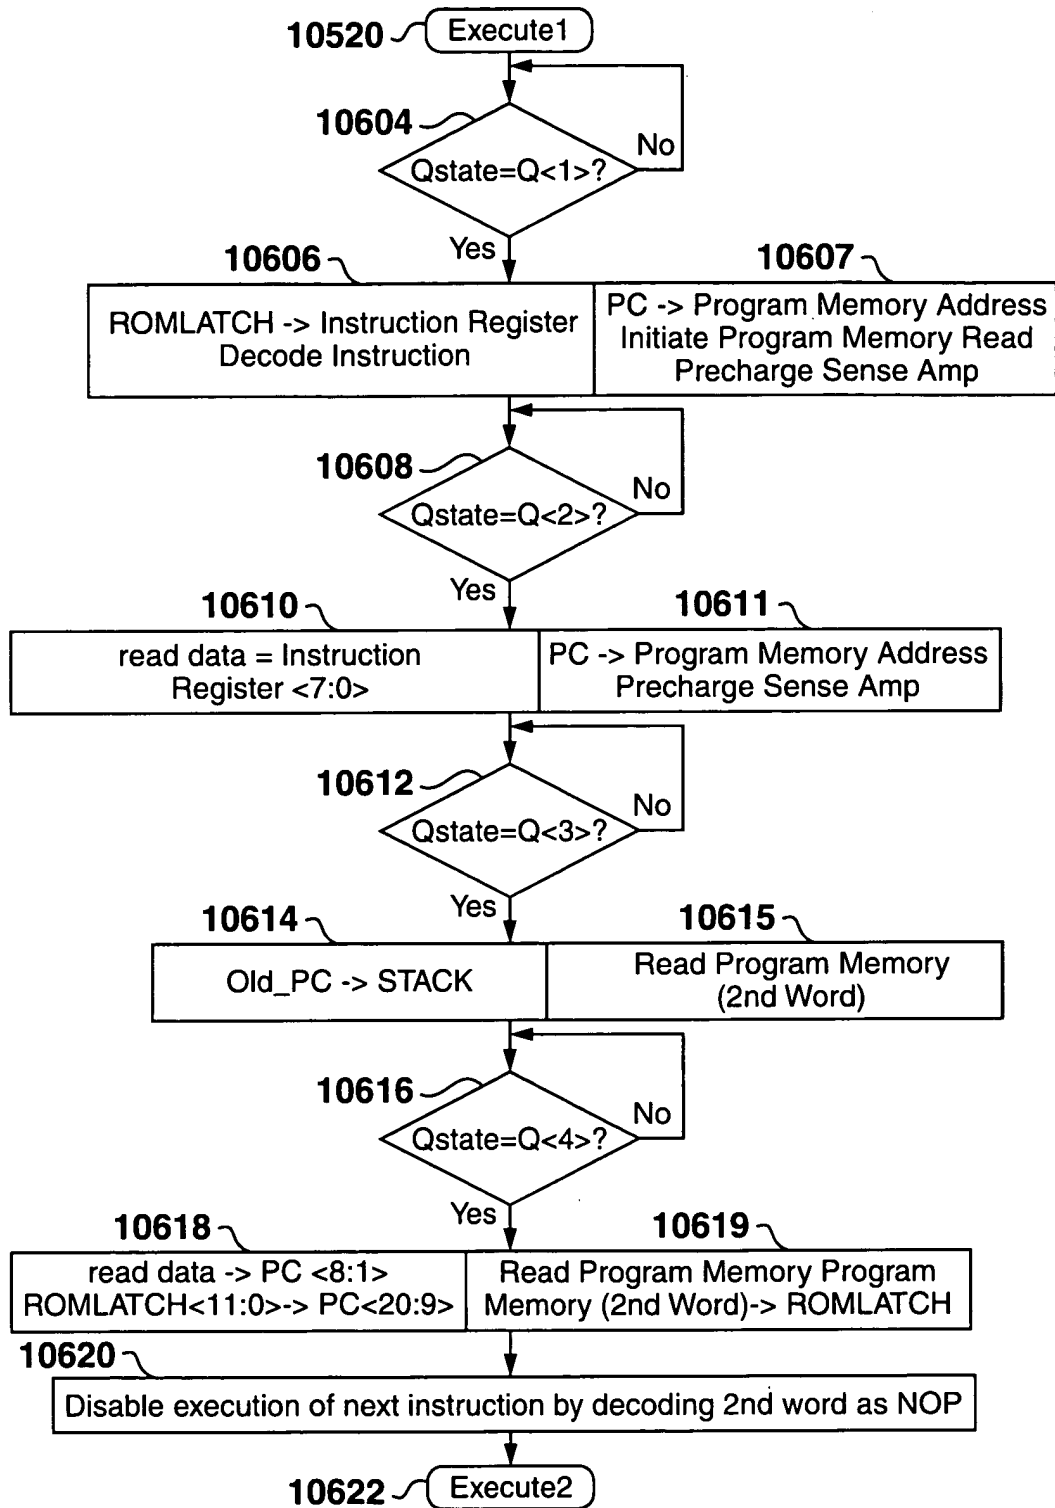 10520
Execute1
10604
Qstate=Q<1>?
No
Yes
10606
10607
ROMLATCH -> Instruction Register
Decode Instruction
PC -> Program Memory Address
Initiate Program Memory Read
Precharge Sense Amp
10608
Qstate=Q<2>?
No
Yes
10610
10611
read data = Instruction
Register <7:0>
PC -> Program Memory Address
Precharge Sense Amp
10612
Qstate=Q<3>?
No
Yes
10614
10615
Old_PC -> STACK
Read Program Memory
(2nd Word)
10616
Qstate=Q<4>?
No
Yes
10618
10619
read data -> PC <8:1>
ROMLATCH<11:0>-> PC<20:9>
Read Program Memory Program
Memory (2nd Word)-> ROMLATCH
10620
Disable execution of next instruction by decoding 2nd word as NOP
10622
Execute2